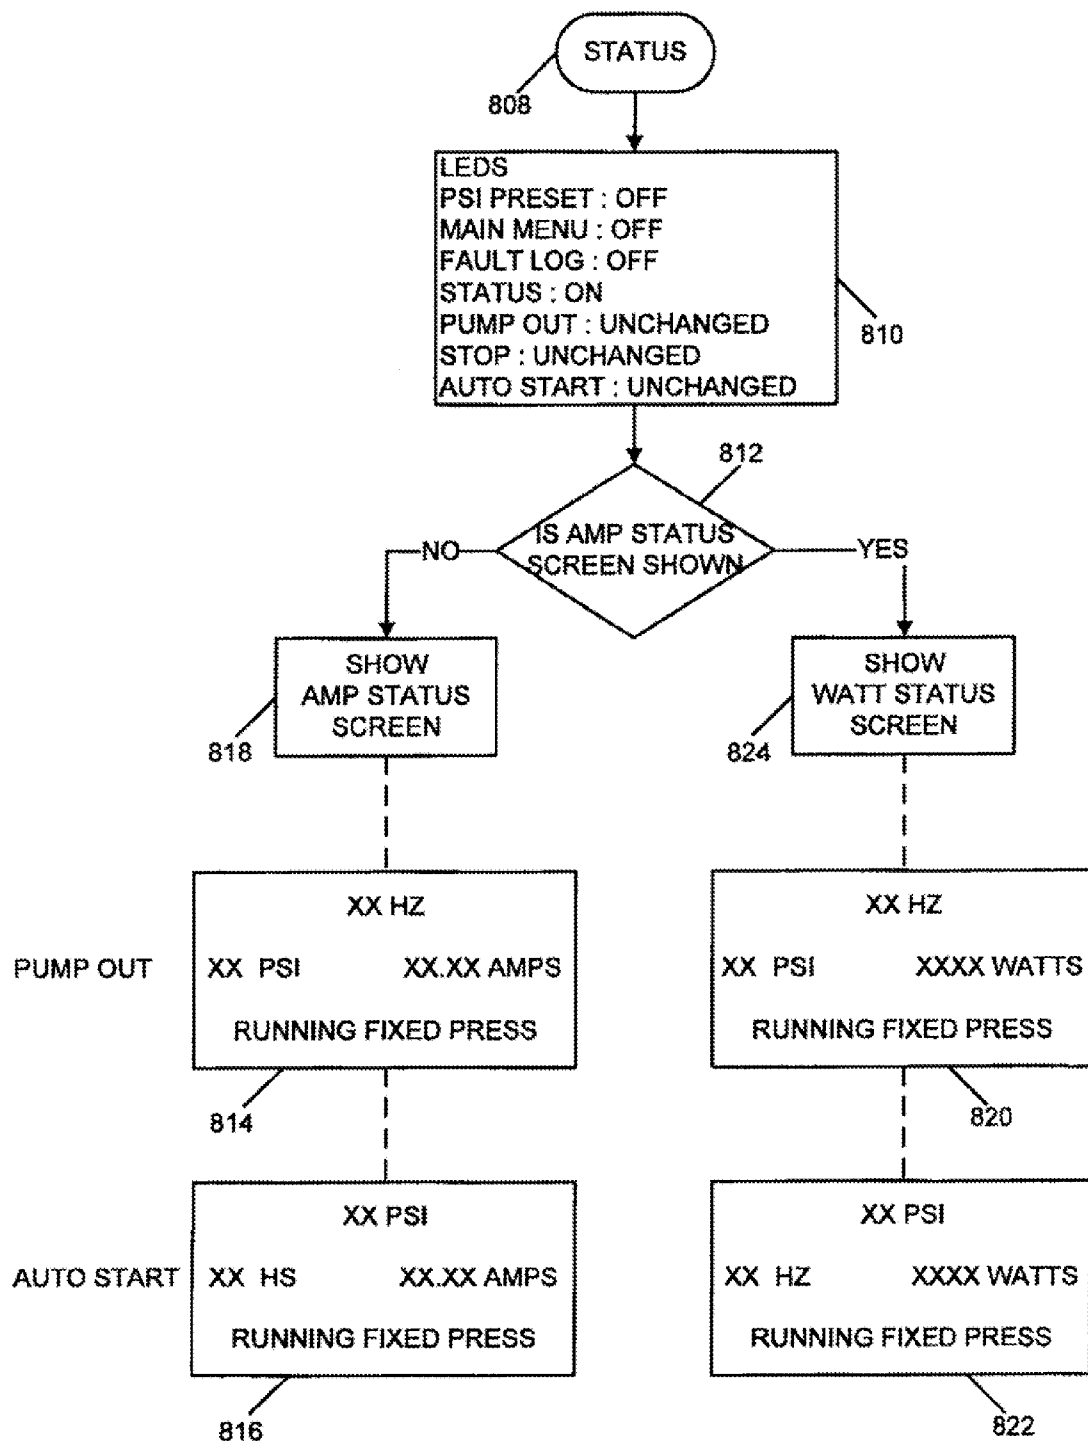 STATUS
808
LEDS
PSI PRESET : OFF
MAIN MENU : OFF
FAULT LOG : OFF
STATUS : ON
PUMP OUT : UNCHANGED
STOP : UNCHANGED
AUTO START : UNCHANGED
810
812
IS AMP STATUS
SCREEN SHOWN
NO
YES
SHOW
AMP STATUS
SCREEN
818
SHOW
WATT STATUS
SCREEN
824
PUMP OUT
XX HZ
XX PSI XX.XX AMPS
RUNNING FIXED PRESS
814
XX HZ
XX PSI XXXX WATTS
RUNNING FIXED PRESS
820
AUTO START
XX PSI
XX HS XX.XX AMPS
RUNNING FIXED PRESS
816
XX PSI
XX HZ XXXX WATTS
RUNNING FIXED PRESS
822